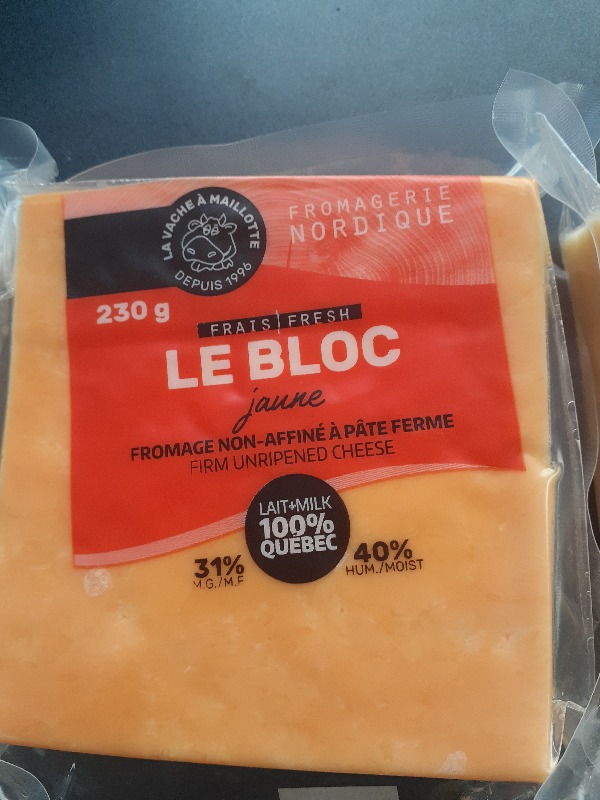 LA VACHE À MAILLOTTE
DEPUIS 1996
FROMAGERIE
NORDIQUE
230 g
FRAIS|FRESH
LE BLOC
jaune
FROMAGE NON-AFFINÉ À PÂTE FERME
FIRM UNRIPENED CHEESE
LAIT+MILK
100%
QUÉBEC
31%
M.G./M.F
40%
HUM./MOIST